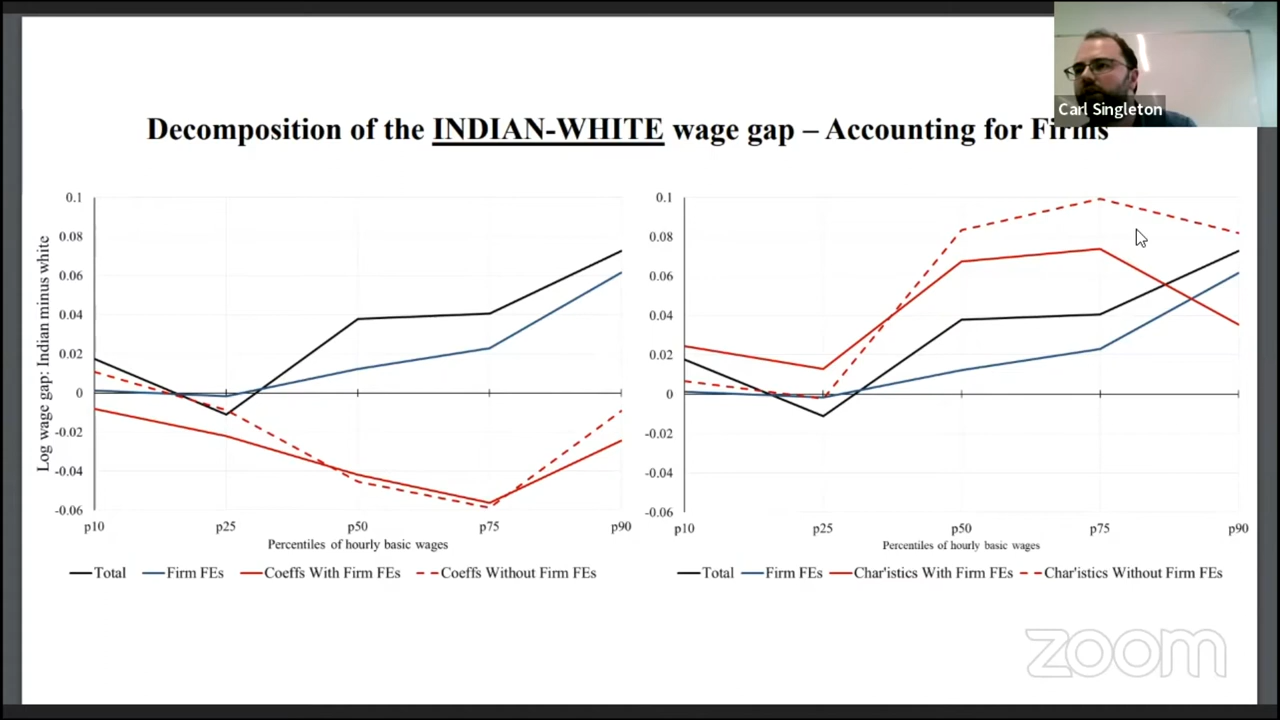 Carl Singleton
Decomposition of the INDIAN-WHITE wage gap – Accounting for Firms
Log wage gap: Indian minus white
0.1
0.08
0.06
0.04
0.02
0
-0.02
-0.04
-0.06
p10 p25 p50 p75 p90
Percentiles of hourly basic wages
Total Firm FEs Coeffs With Firm FEs Coeffs Without Firm FEs
0.1
0.08
0.06
0.04
0.02
0
-0.02
-0.04
-0.06
p10 p25 p50 p75 p90
Percentiles of hourly basic wages
Total Firm FEs Char'istics With Firm FEs Char'istics Without Firm FEs
zoom